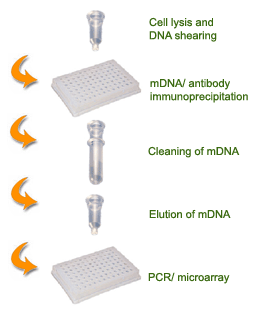 Cell lysis and
DNA shearing
mDNA/ antibody
immunoprecipitation
Cleaning of mDNA
Elution of mDNA
PCR/ microarray